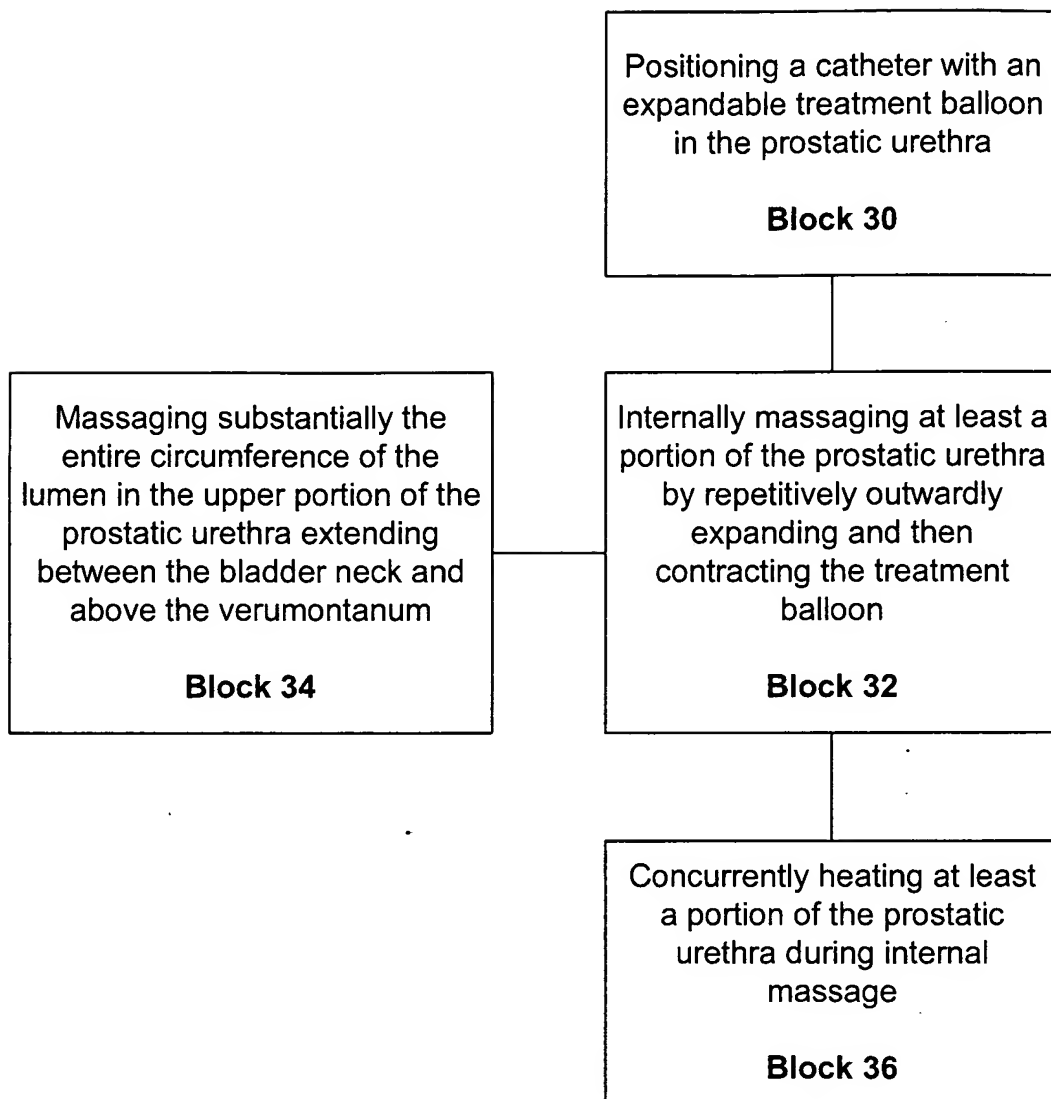 Positioning a catheter with an
expandable treatment balloon
in the prostatic urethra
Block 30
Massaging substantially the
entire circumference of the
lumen in the upper portion of the
prostatic urethra extending
between the bladder neck and
above the verumontanum
Block 34
Internally massaging at least a
portion of the prostatic urethra
by repetitively outwardly
expanding and then
contracting the treatment
balloon
Block 32
Concurrently heating at least
a portion of the prostatic
urethra during internal
massage
Block 36